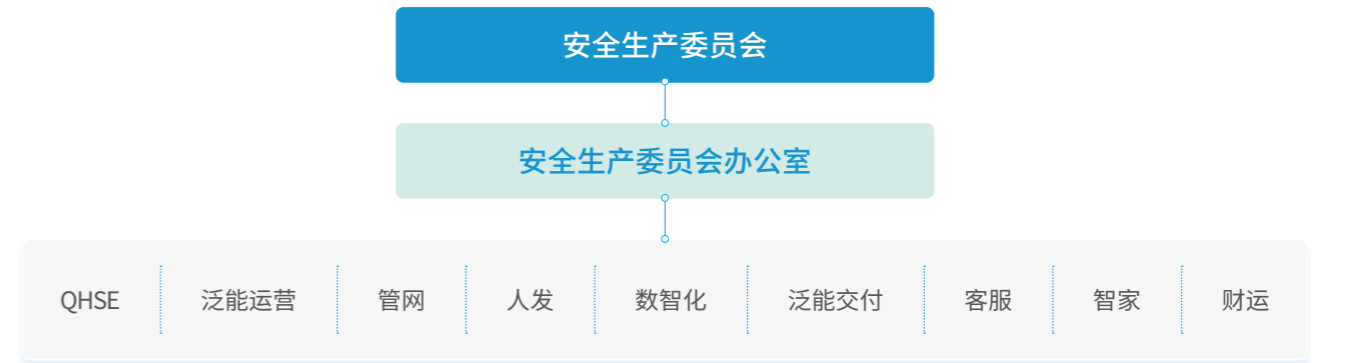 安全生产委员会
安全生产委员会办公室
QHSE 泛能运营 管网 人发 数智化 泛能交付 客服 智家 财运